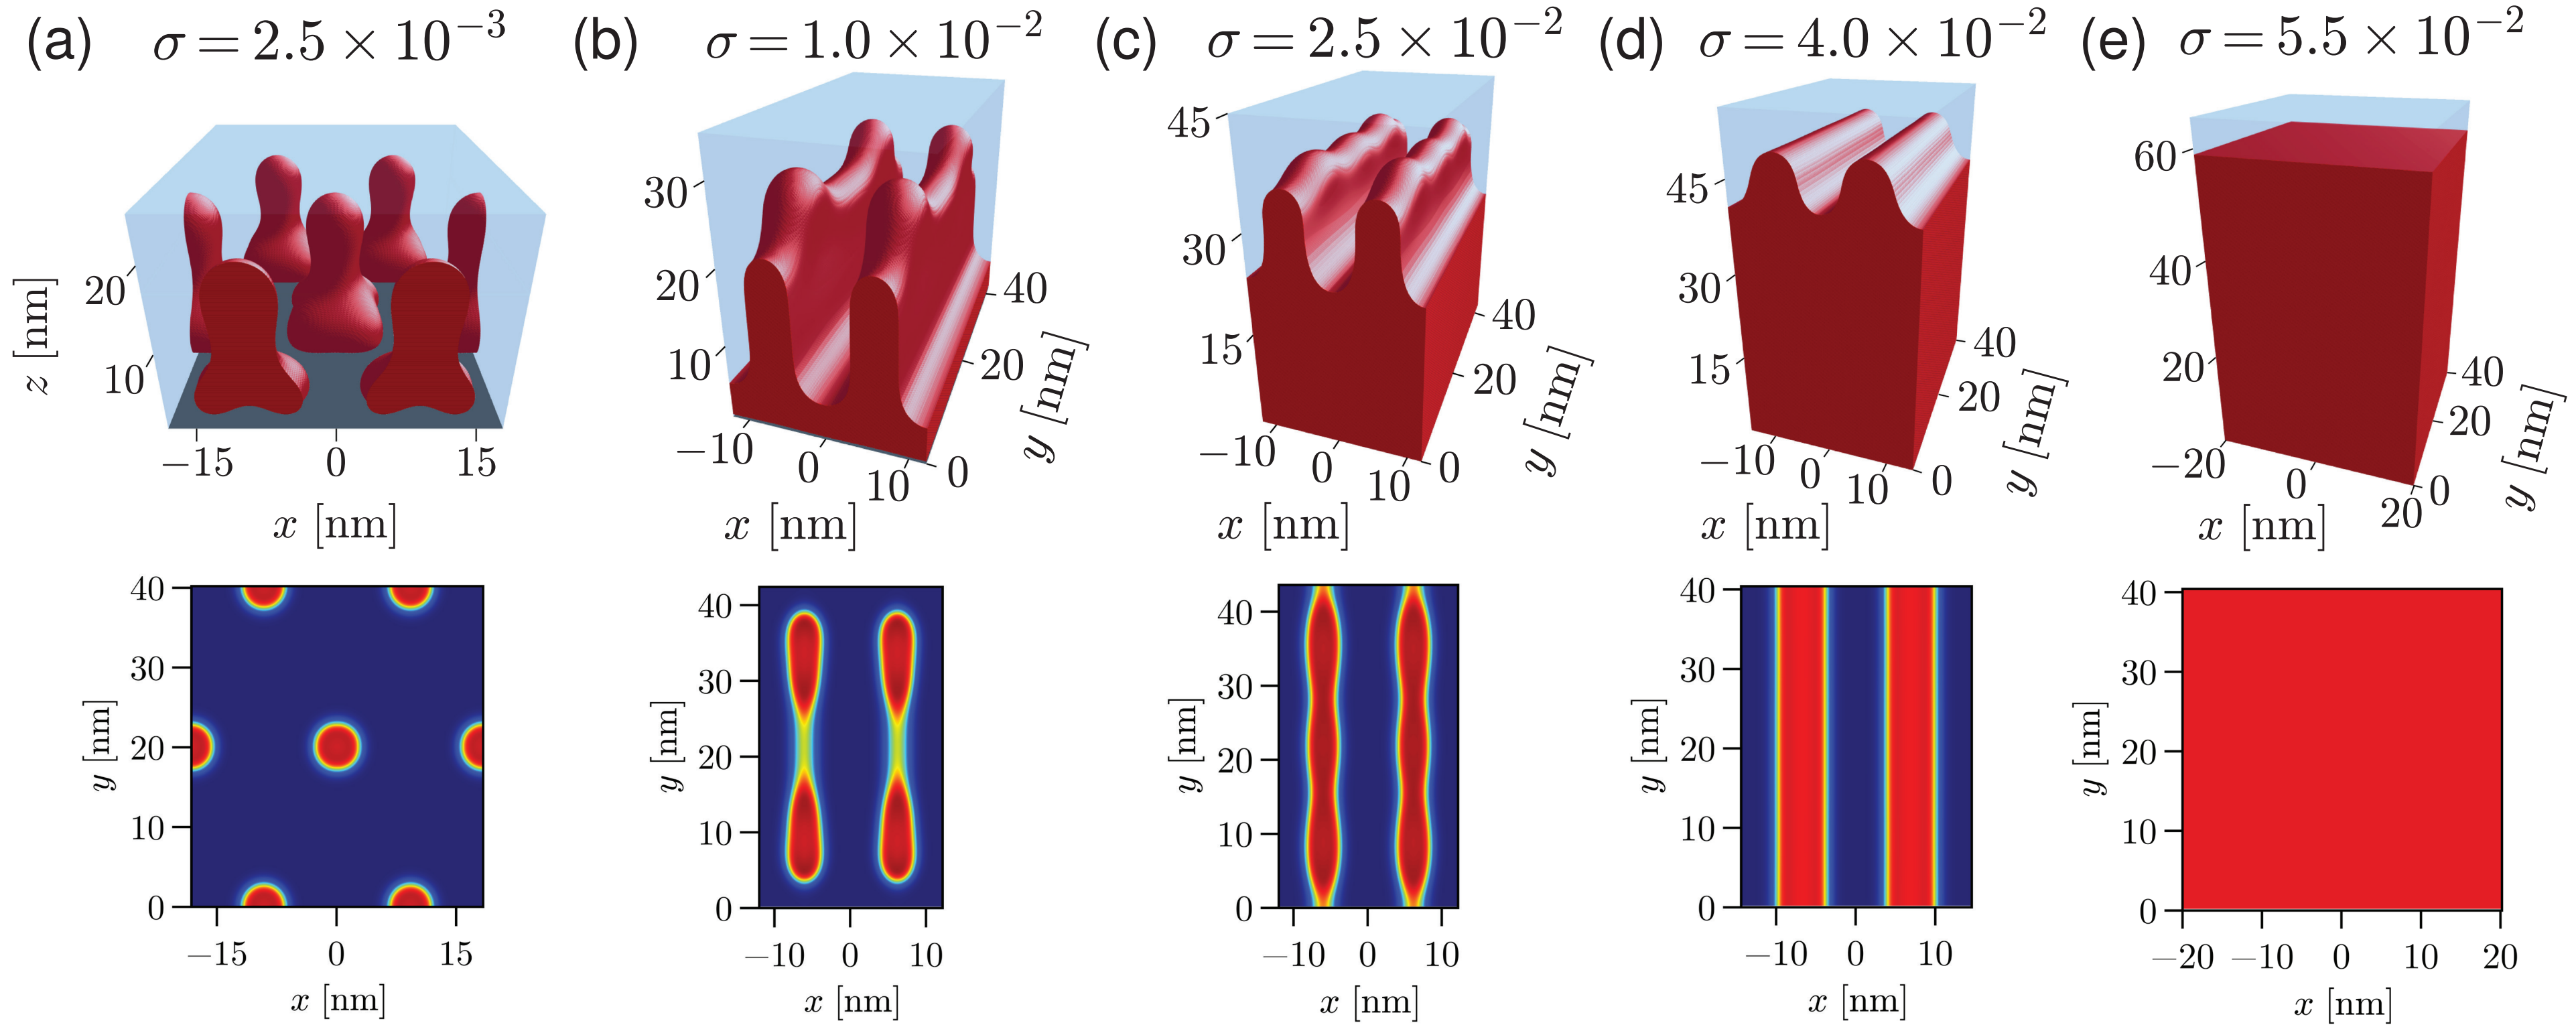 (a) σ = 2.5 × 10⁻³
(b) σ = 1.0 × 10⁻²
(c) σ = 2.5 × 10⁻²
(d) σ = 4.0 × 10⁻²
(e) σ = 5.5 × 10⁻²
z [nm]
20
10
−15 0 15
x [nm]
30
20
10
−10 0 10
x [nm]
0 20 40
y [nm]
45
30
15
−10 0 10
x [nm]
0 20 40
y [nm]
45
30
15
−10 0 10
x [nm]
0 20 40
y [nm]
60
40
20
−20 0 20
x [nm]
0 20 40
y [nm]
y [nm]
40
30
20
10
0
−15 0 15
x [nm]
y [nm]
40
30
20
10
0
−10 0 10
x [nm]
y [nm]
40
30
20
10
0
−10 0 10
x [nm]
y [nm]
40
30
20
10
0
−10 0 10
x [nm]
y [nm]
40
30
20
10
0
−20 −10 0 10 20
x [nm]